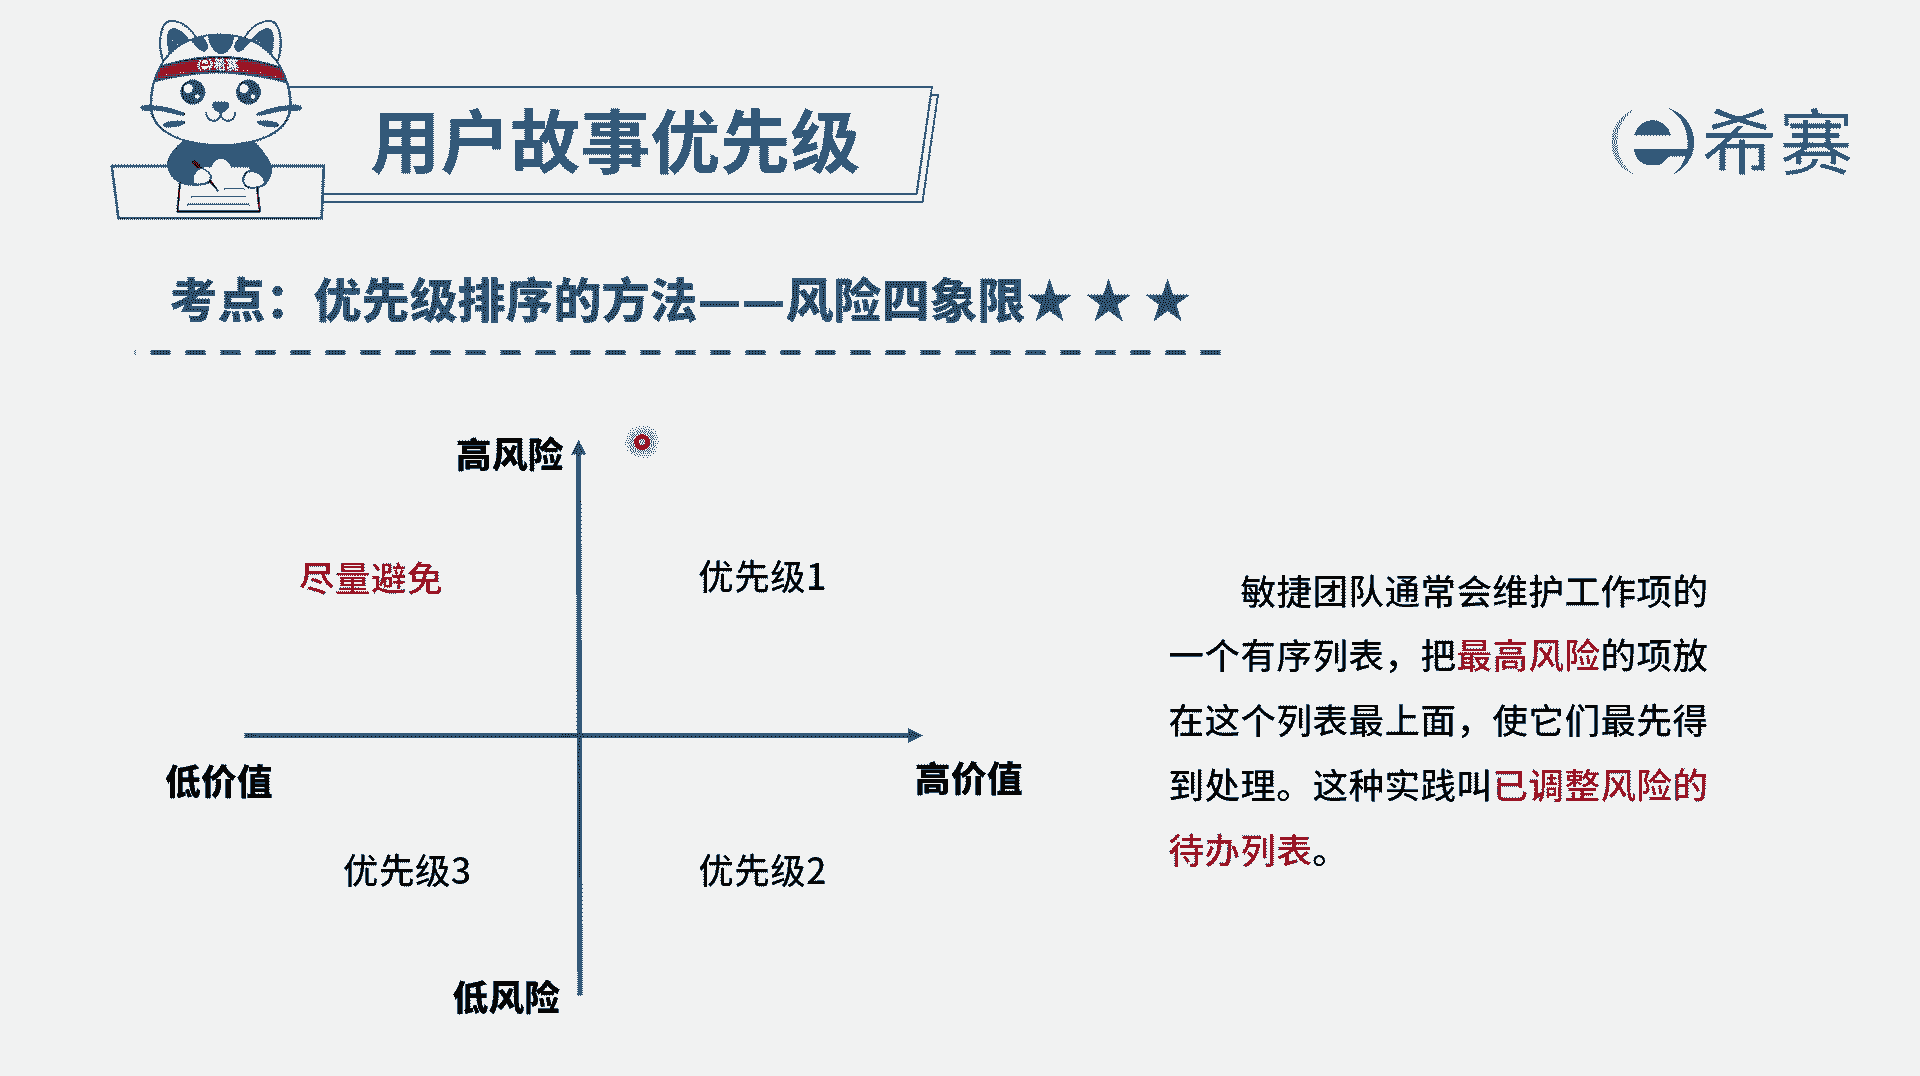 e希赛
用户故事优先级
e希赛
考点：优先级排序的方法——风险四象限★ ★ ★
高风险
尽量避免
优先级1
低价值
高价值
优先级3
优先级2
低风险
敏捷团队通常会维护工作项的
一个有序列表，把最高风险的项放
在这个列表最上面，使它们最先得
到处理。这种实践叫已调整风险的
待办列表。